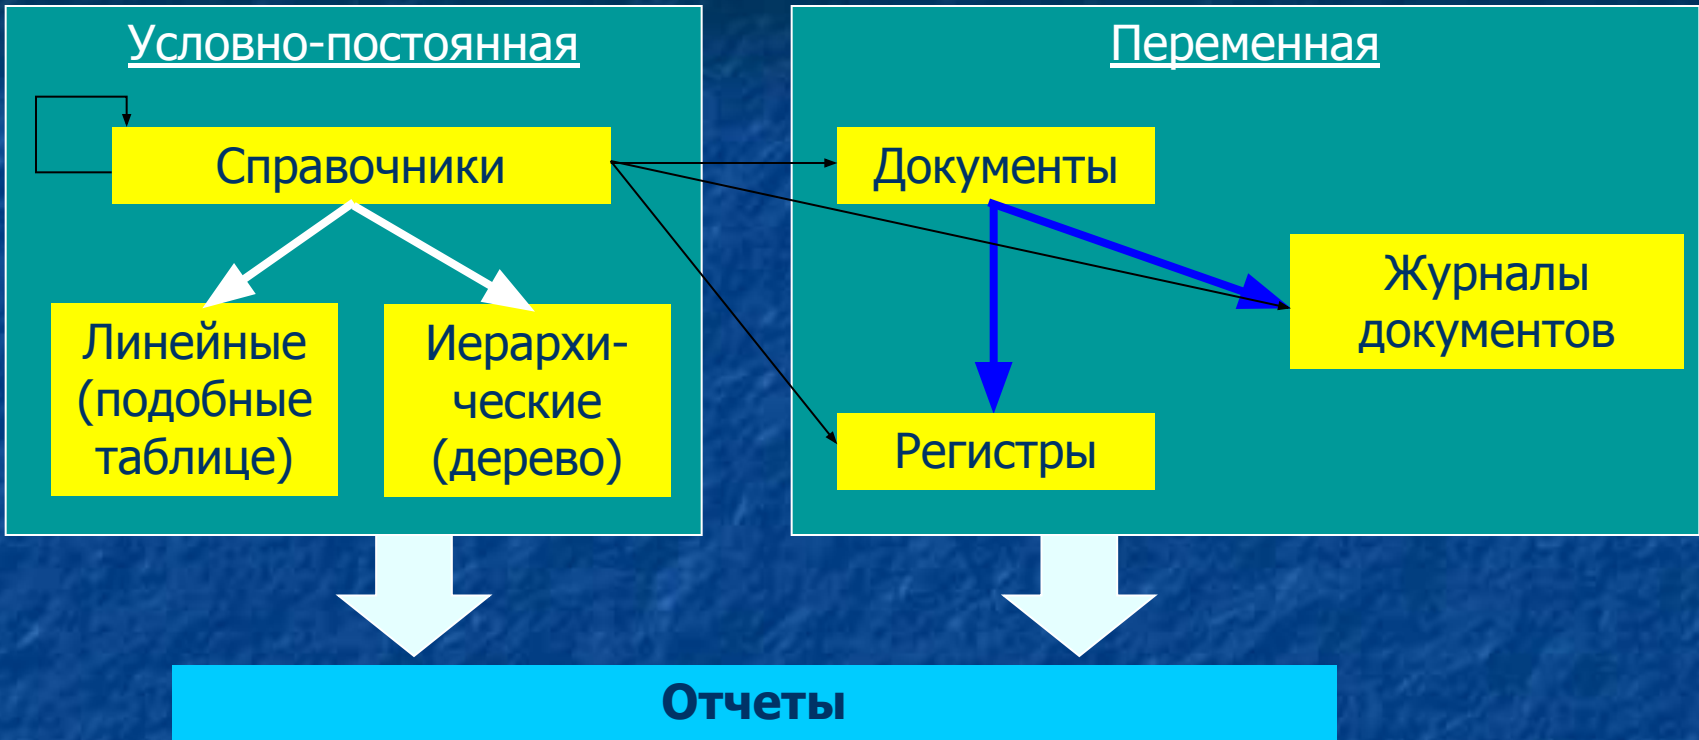 Условно-постоянная
Переменная
Справочники
Документы
Журналы
документов
Линейные
(подобные
таблице)
Иерархи-
ческие
(дерево)
Регистры
Отчеты